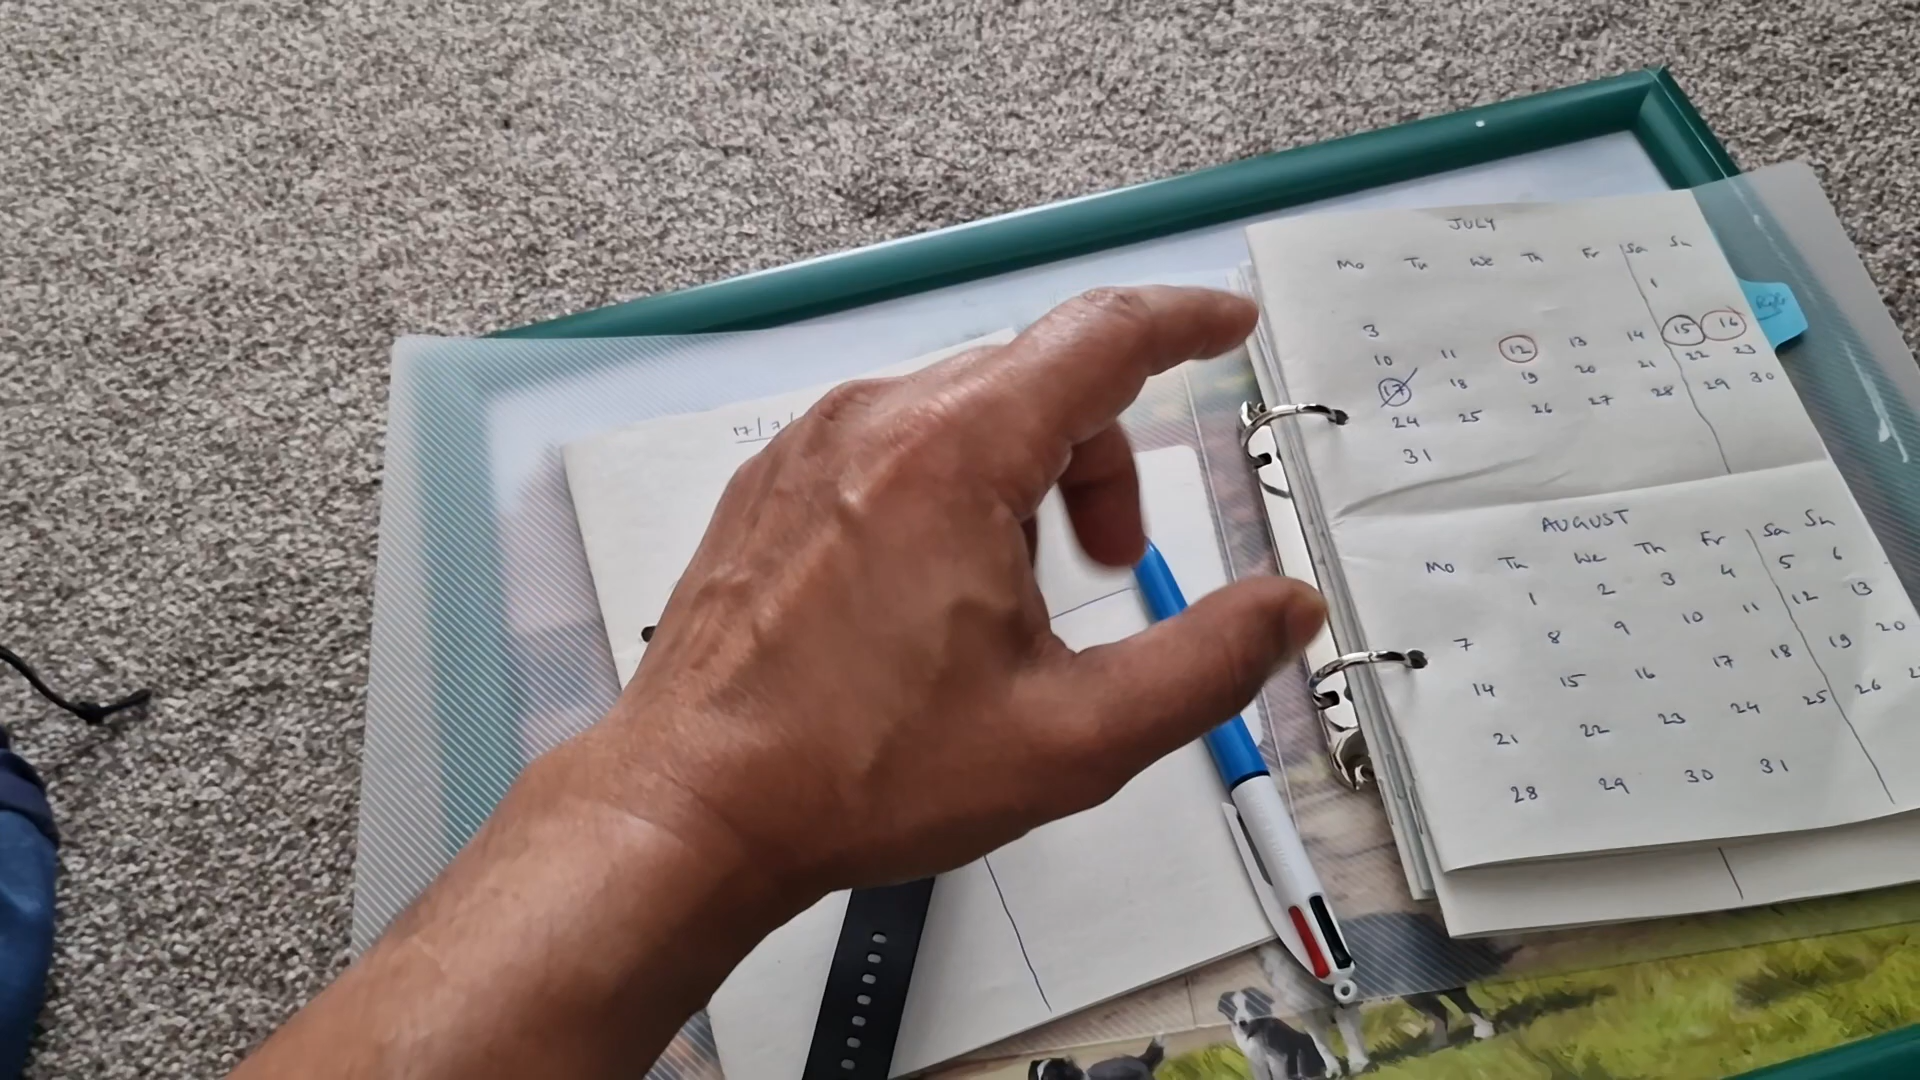 17/7/
JULY
Mo Tu We Th Fr Sa Su
1
3
10 11 12 13 14 15 16
17 18 19 20 21 22 23
24 25 26 27 28 29 30
31
AUGUST
Mo Tu We Th Fr Sa Su
1 2 3 4 5 6
7 8 9 10 11 12 13
14 15 16 17 18 19 20
21 22 23 24 25 26
28 29 30 31